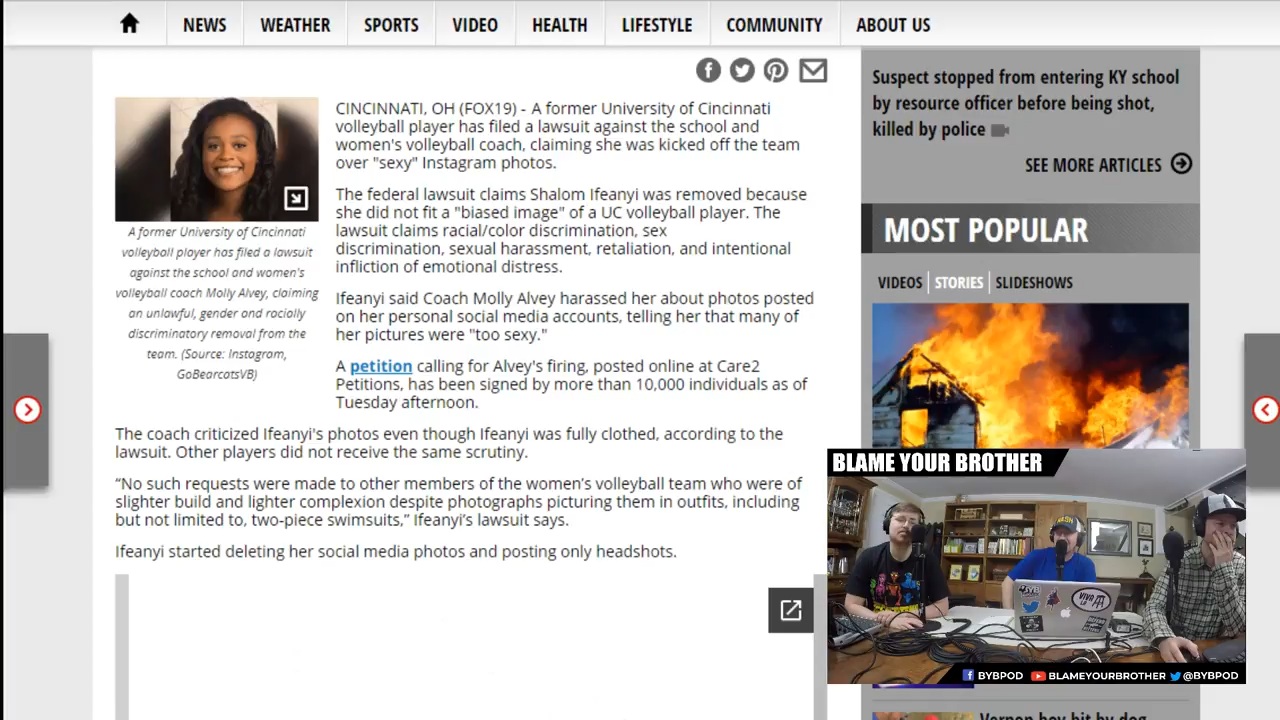 NEWS WEATHER SPORTS VIDEO HEALTH LIFESTYLE COMMUNITY ABOUT US
CINCINNATI, OH (FOX19) - A former University of Cincinnati
volleyball player has filed a lawsuit against the school and
women's volleyball coach, claiming she was kicked off the team
over "sexy" Instagram photos.
The federal lawsuit claims Shalom Ifeanyi was removed because
she did not fit a "biased image" of a UC volleyball player. The
lawsuit claims racial/color discrimination, sex
discrimination, sexual harassment, retaliation, and intentional
infliction of emotional distress.
Ifeanyi said Coach Molly Alvey harassed her about photos posted
on her personal social media accounts, telling her that many of
her pictures were "too sexy."
A petition calling for Alvey's firing, posted online at Care2
Petitions, has been signed by more than 10,000 individuals as of
Tuesday afternoon.
A former University of Cincinnati
volleyball player has filed a lawsuit
against the school and women's
volleyball coach Molly Alvey, claiming
an unlawful, gender and racially
discriminatory removal from the
team. (Source: Instagram,
GoBearcatsVB)
The coach criticized Ifeanyi's photos even though Ifeanyi was fully clothed, according to the
lawsuit. Other players did not receive the same scrutiny.
“No such requests were made to other members of the women’s volleyball team who were of
slighter build and lighter complexion despite photographs picturing them in outfits, including
but not limited to, two-piece swimsuits,” Ifeanyi’s lawsuit says.
Ifeanyi started deleting her social media photos and posting only headshots.
Suspect stopped from entering KY school
by resource officer before being shot,
killed by police
SEE MORE ARTICLES
MOST POPULAR
VIDEOS STORIES SLIDESHOWS
BLAME YOUR BROTHER
BYBPOD BLAMEYOURBROTHER @BYBPOD
Vernon boy bit by dog